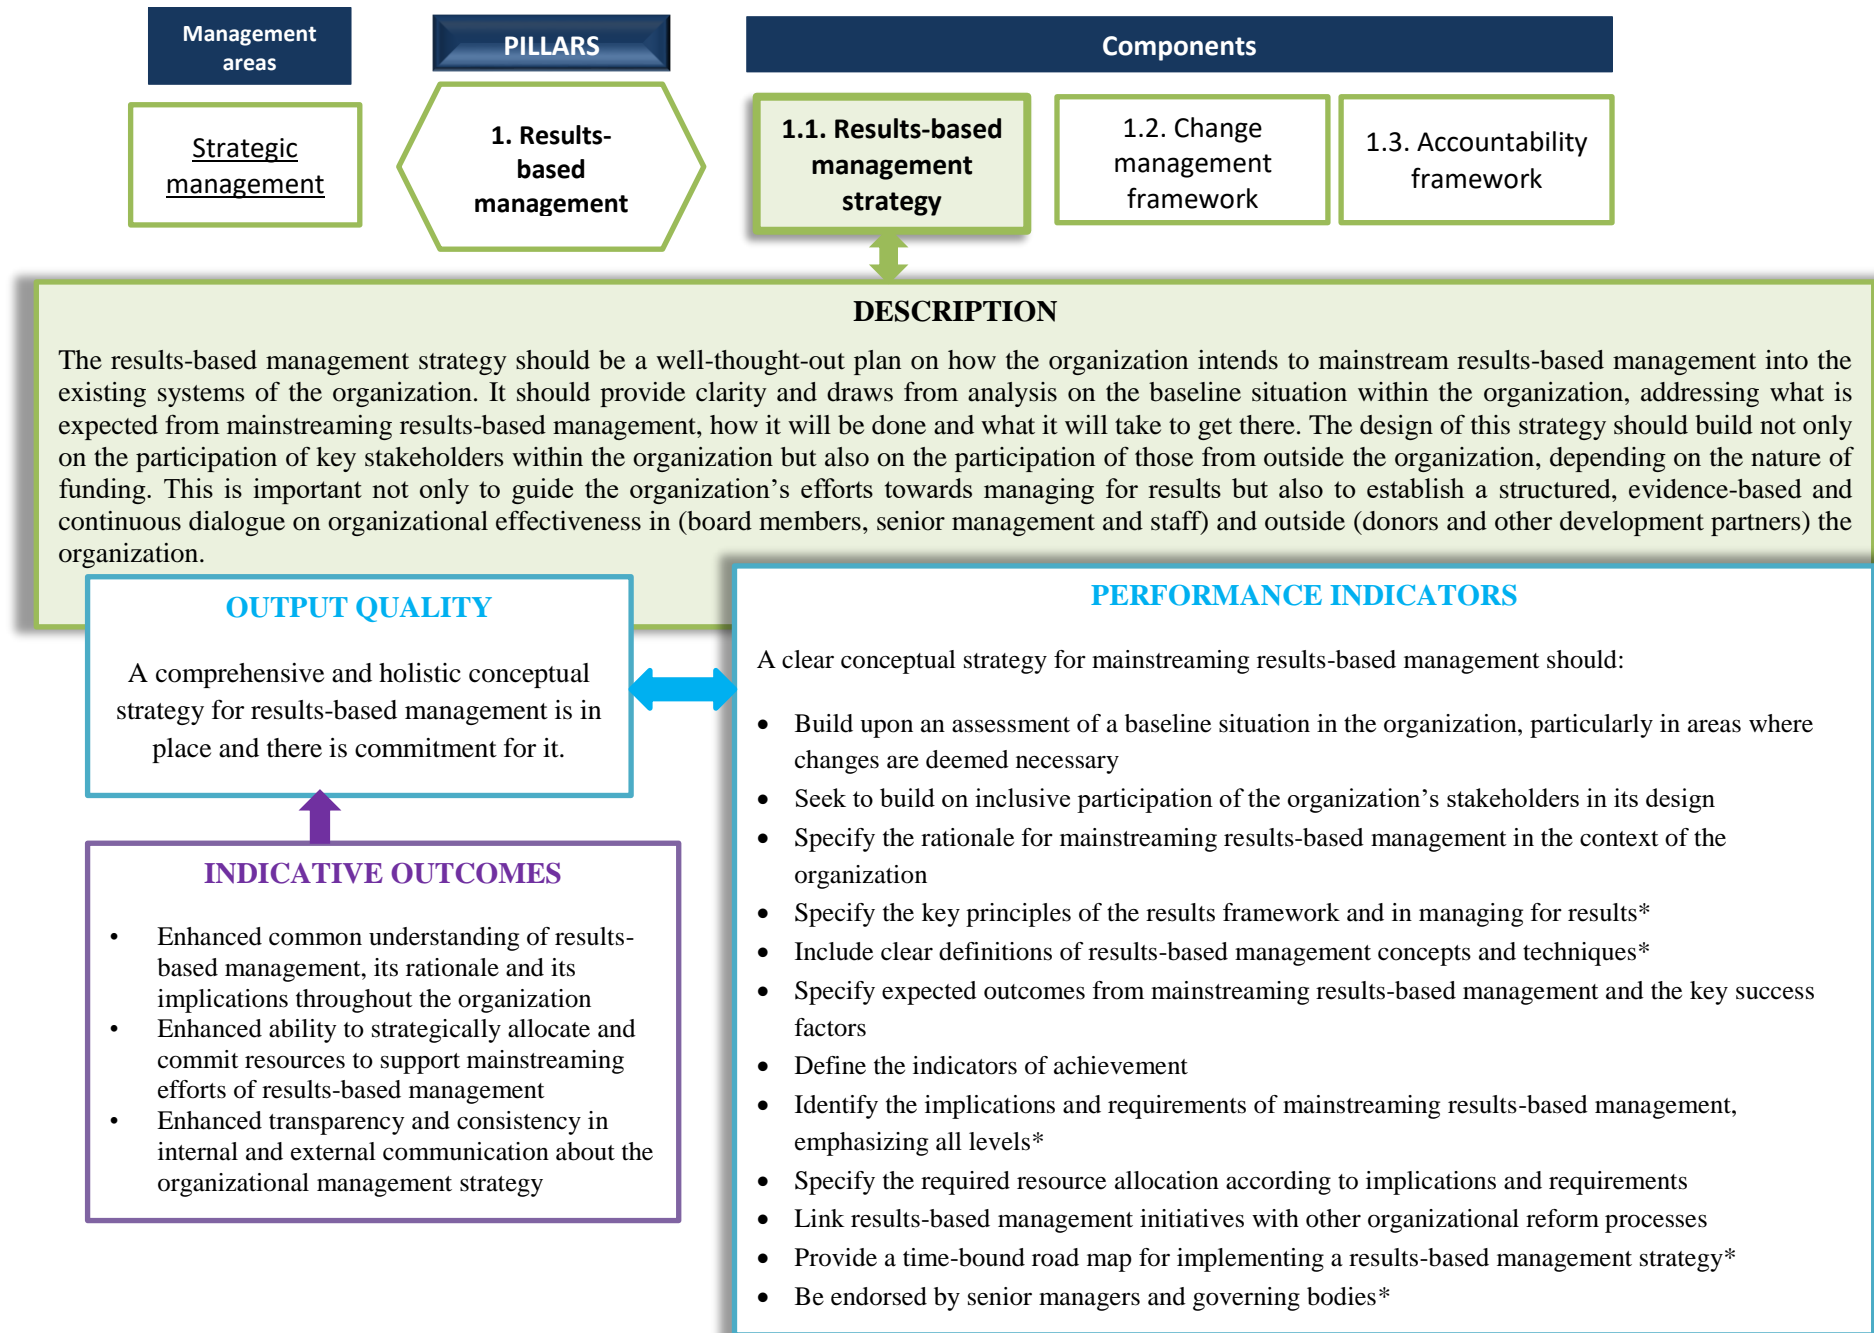 Management
areas
PILLARS
Components
Strategic
management
1. Results-
based
management
1.1. Results-based
management
strategy
1.2. Change
management
framework
1.3. Accountability
framework
DESCRIPTION
The results-based management strategy should be a well-thought-out plan on how the organization intends to mainstream results-based management into the
existing systems of the organization. It should provide clarity and draws from analysis on the baseline situation within the organization, addressing what is
expected from mainstreaming results-based management, how it will be done and what it will take to get there. The design of this strategy should build not only
on the participation of key stakeholders within the organization but also on the participation of those from outside the organization, depending on the nature of
funding. This is important not only to guide the organization’s efforts towards managing for results but also to establish a structured, evidence-based and
continuous dialogue on organizational effectiveness in (board members, senior management and staff) and outside (donors and other development partners) the
organization.
OUTPUT QUALITY
A comprehensive and holistic conceptual
strategy for results-based management is in
place and there is commitment for it.
INDICATIVE OUTCOMES
• Enhanced common understanding of results-
based management, its rationale and its
implications throughout the organization
• Enhanced ability to strategically allocate and
commit resources to support mainstreaming
efforts of results-based management
• Enhanced transparency and consistency in
internal and external communication about the
organizational management strategy
PERFORMANCE INDICATORS
A clear conceptual strategy for mainstreaming results-based management should:
• Build upon an assessment of a baseline situation in the organization, particularly in areas where
changes are deemed necessary
• Seek to build on inclusive participation of the organization’s stakeholders in its design
• Specify the rationale for mainstreaming results-based management in the context of the
organization
• Specify the key principles of the results framework and in managing for results*
• Include clear definitions of results-based management concepts and techniques*
• Specify expected outcomes from mainstreaming results-based management and the key success
factors
• Define the indicators of achievement
• Identify the implications and requirements of mainstreaming results-based management,
emphasizing all levels*
• Specify the required resource allocation according to implications and requirements
• Link results-based management initiatives with other organizational reform processes
• Provide a time-bound road map for implementing a results-based management strategy*
• Be endorsed by senior managers and governing bodies*